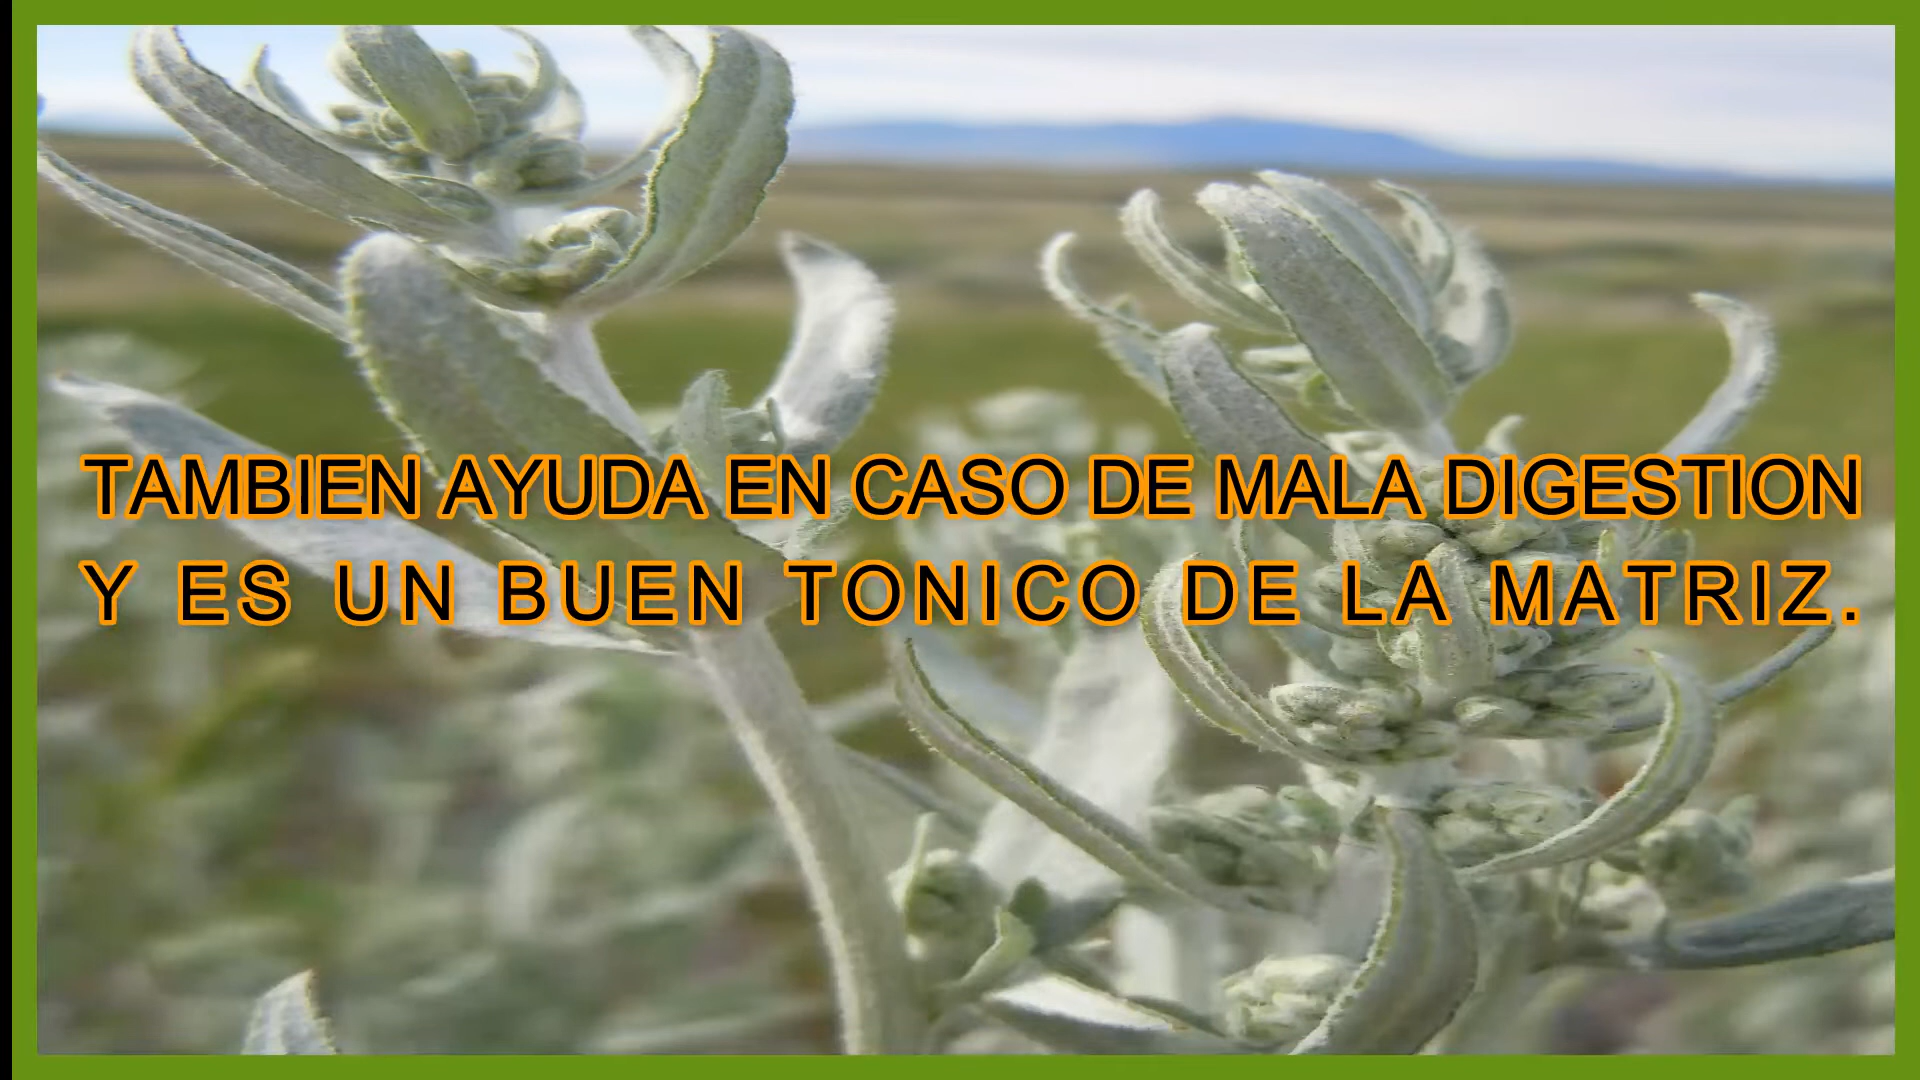 TAMBIEN AYUDA EN CASO DE MALA DIGESTION
Y ES UN BUEN TONICO DE LA MATRIZ.